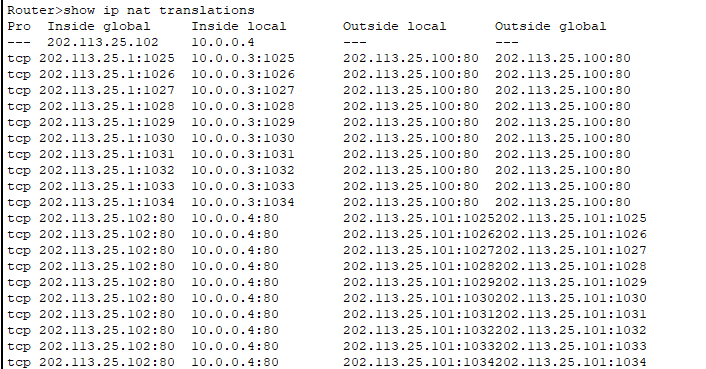 Router>show ip nat translations
Pro  Inside global     Inside local       Outside local      Outside global
---  202.113.25.102    10.0.0.4           ---                ---
tcp 202.113.25.1:1025  10.0.0.3:1025      202.113.25.100:80  202.113.25.100:80
tcp 202.113.25.1:1026  10.0.0.3:1026      202.113.25.100:80  202.113.25.100:80
tcp 202.113.25.1:1027  10.0.0.3:1027      202.113.25.100:80  202.113.25.100:80
tcp 202.113.25.1:1028  10.0.0.3:1028      202.113.25.100:80  202.113.25.100:80
tcp 202.113.25.1:1029  10.0.0.3:1029      202.113.25.100:80  202.113.25.100:80
tcp 202.113.25.1:1030  10.0.0.3:1030      202.113.25.100:80  202.113.25.100:80
tcp 202.113.25.1:1031  10.0.0.3:1031      202.113.25.100:80  202.113.25.100:80
tcp 202.113.25.1:1032  10.0.0.3:1032      202.113.25.100:80  202.113.25.100:80
tcp 202.113.25.1:1033  10.0.0.3:1033      202.113.25.100:80  202.113.25.100:80
tcp 202.113.25.1:1034  10.0.0.3:1034      202.113.25.100:80  202.113.25.100:80
tcp 202.113.25.102:80  10.0.0.4:80        202.113.25.101:1025202.113.25.101:1025
tcp 202.113.25.102:80  10.0.0.4:80        202.113.25.101:1026202.113.25.101:1026
tcp 202.113.25.102:80  10.0.0.4:80        202.113.25.101:1027202.113.25.101:1027
tcp 202.113.25.102:80  10.0.0.4:80        202.113.25.101:1028202.113.25.101:1028
tcp 202.113.25.102:80  10.0.0.4:80        202.113.25.101:1029202.113.25.101:1029
tcp 202.113.25.102:80  10.0.0.4:80        202.113.25.101:1030202.113.25.101:1030
tcp 202.113.25.102:80  10.0.0.4:80        202.113.25.101:1031202.113.25.101:1031
tcp 202.113.25.102:80  10.0.0.4:80        202.113.25.101:1032202.113.25.101:1032
tcp 202.113.25.102:80  10.0.0.4:80        202.113.25.101:1033202.113.25.101:1033
tcp 202.113.25.102:80  10.0.0.4:80        202.113.25.101:1034202.113.25.101:1034